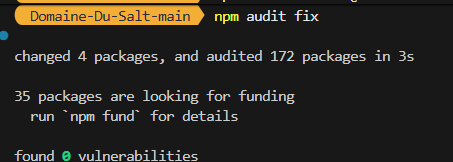 Domaine-Du-Salt-main npm audit fix
changed 4 packages, and audited 172 packages in 3s
35 packages are looking for funding
run `npm fund` for details
found 0 vulnerabilities